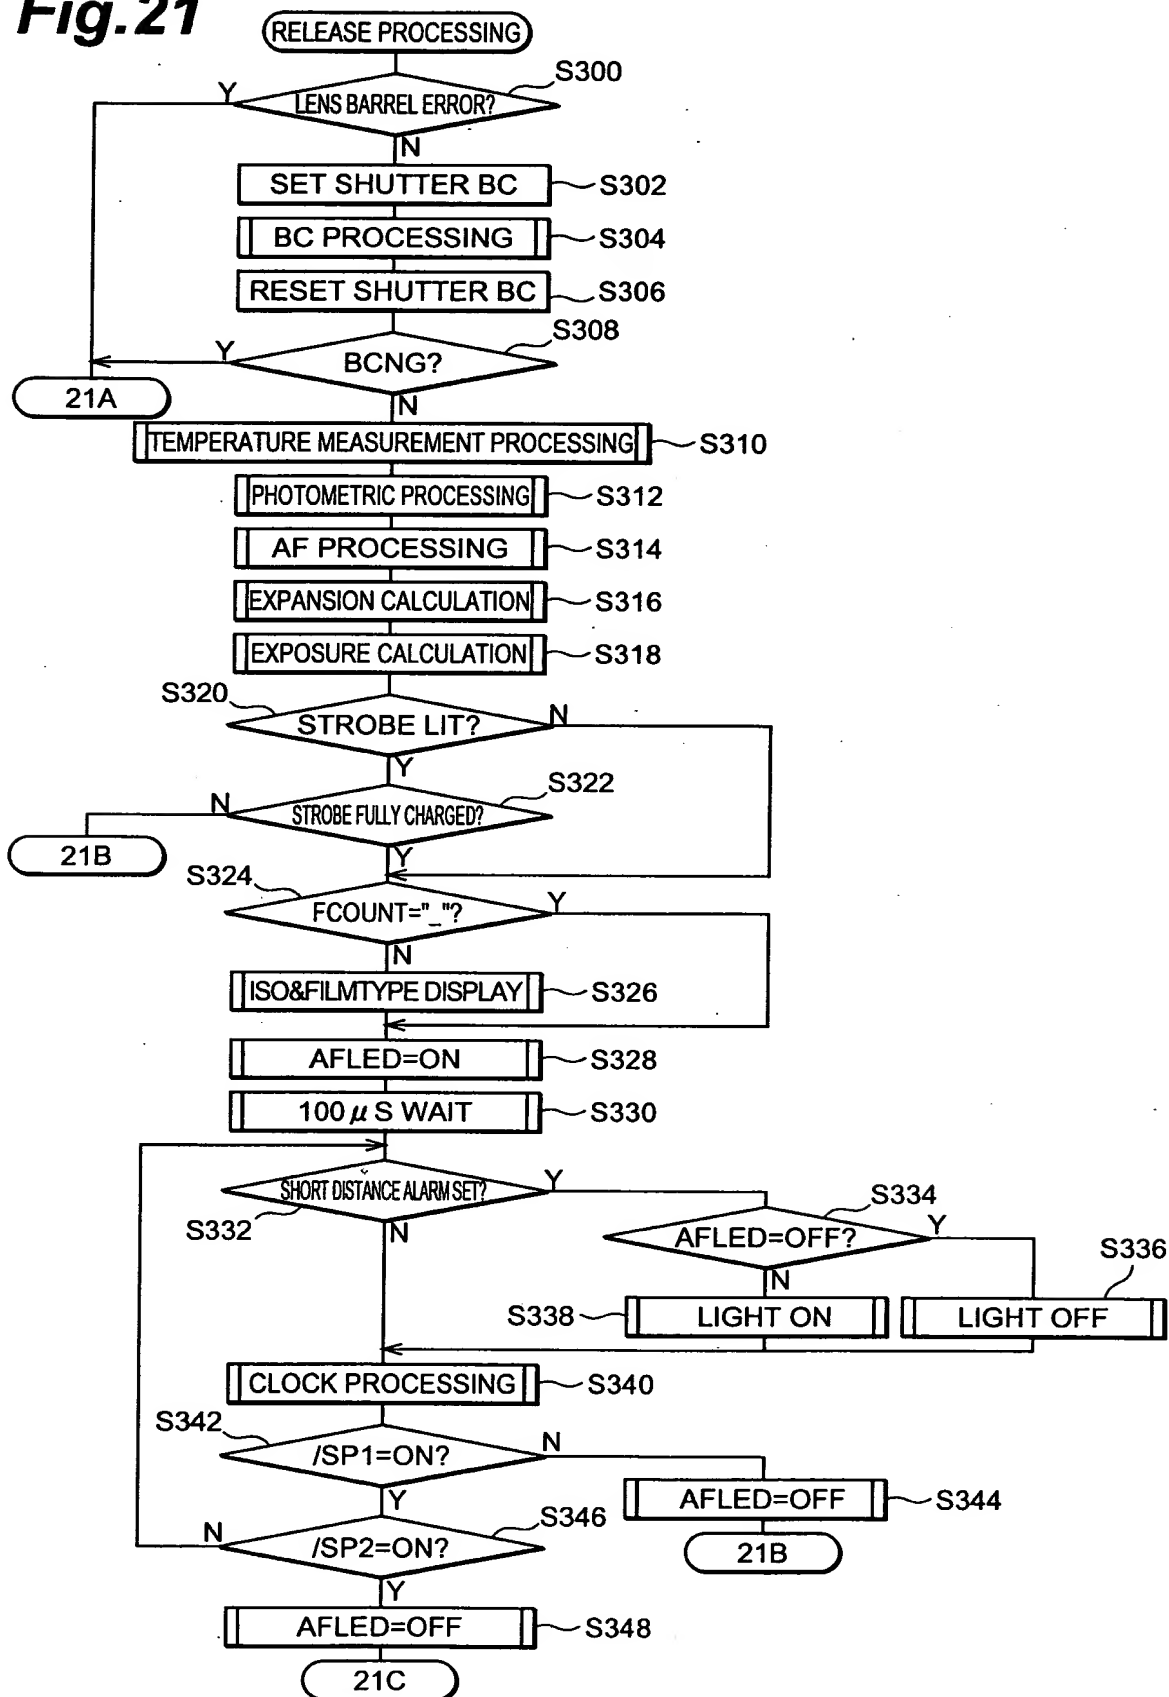 Fig.21
RELEASE PROCESSING
S300
Y
LENS BARREL ERROR?
N
SET SHUTTER BC
S302
BC PROCESSING
S304
RESET SHUTTER BC
S306
S308
Y
BCNG?
21A
N
TEMPERATURE MEASUREMENT PROCESSING
S310
PHOTOMETRIC PROCESSING
S312
AF PROCESSING
S314
EXPANSION CALCULATION
S316
EXPOSURE CALCULATION
S318
S320
STROBE LIT?
N
Y
S322
N
STROBE FULLY CHARGED?
21B
Y
S324
FCOUNT="_"?
Y
N
ISO&FILMTYPE DISPLAY
S326
AFLED=ON
S328
100 μ S WAIT
S330
SHORT DISTANCE ALARM SET?
Y
S332
N
S334
AFLED=OFF?
Y
S336
N
S338
LIGHT ON
LIGHT OFF
CLOCK PROCESSING
S340
S342
/SP1=ON?
N
Y
AFLED=OFF
S344
S346
N
/SP2=ON?
21B
Y
AFLED=OFF
S348
21C